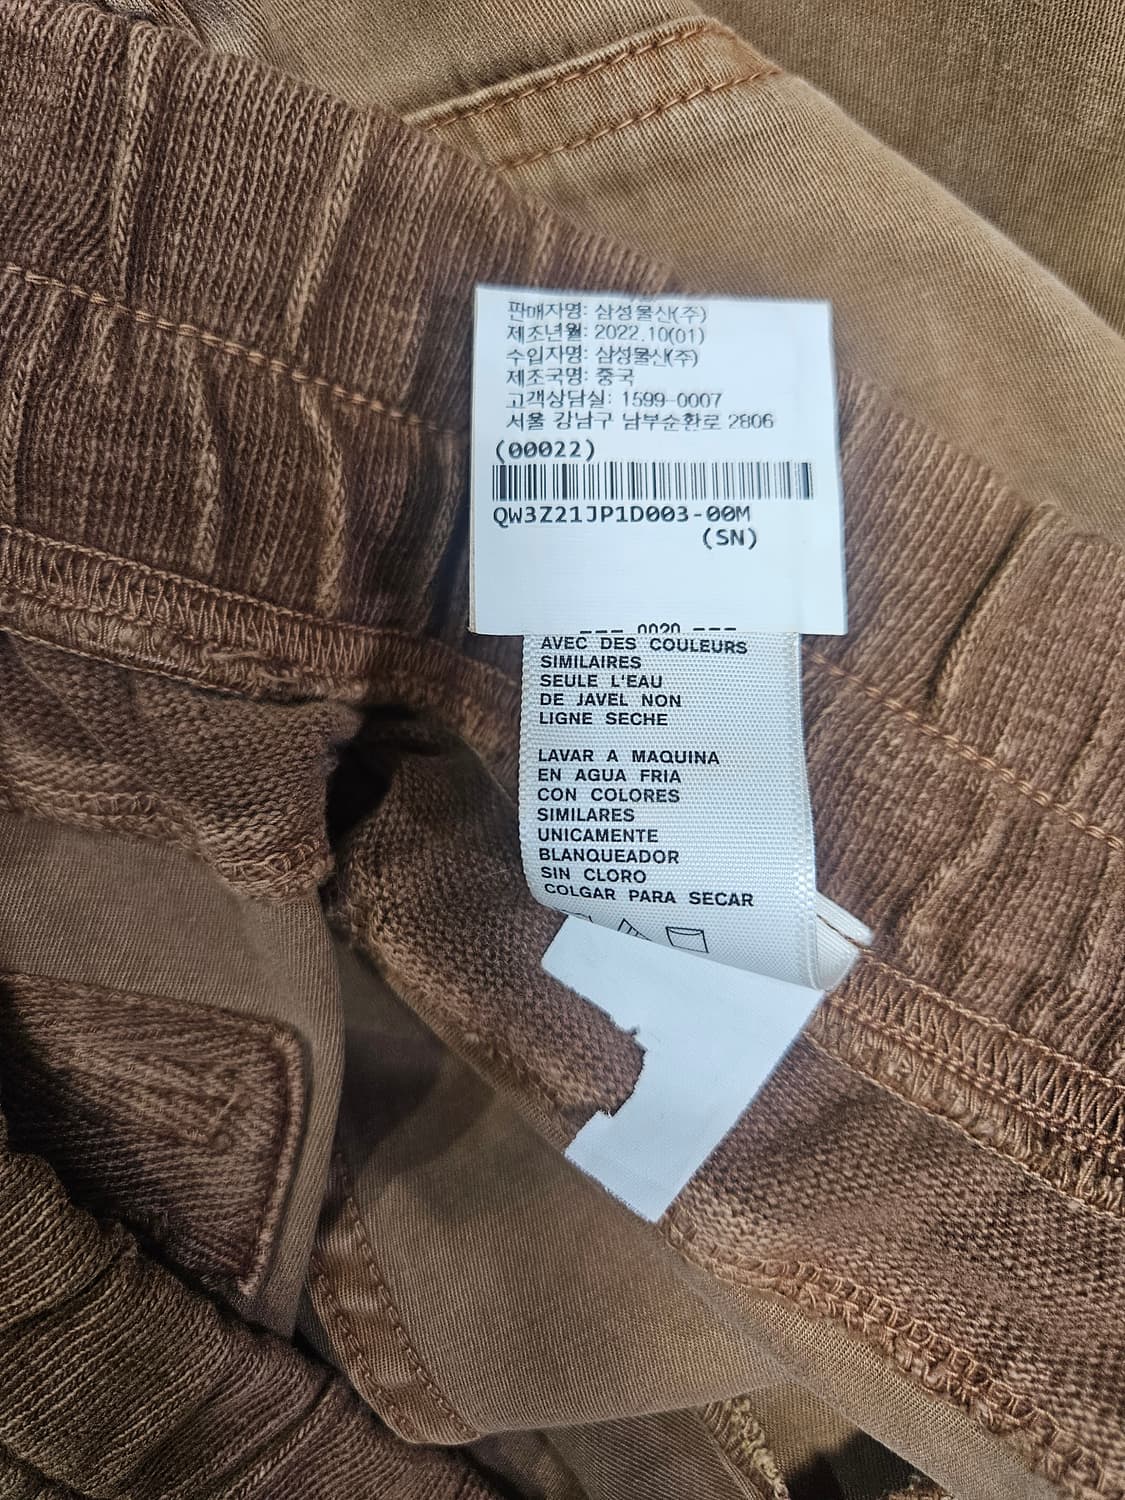 판매자명: 삼성물산(주)
제조년월: 2022.10(01)
수입자명: 삼성물산(주)
제조국명: 중국
고객상담실: 1599-0007
서울 강남구 남부순환로 2806
(00022)
QW3Z21JP1D003-00M
(SN)
--- 0020 ---
AVEC DES COULEURS
SIMILAIRES
SEULE L'EAU
DE JAVEL NON
LIGNE SECHE
LAVAR A MAQUINA
EN AGUA FRIA
CON COLORES
SIMILARES
UNICAMENTE
BLANQUEADOR
SIN CLORO
COLGAR PARA SECAR